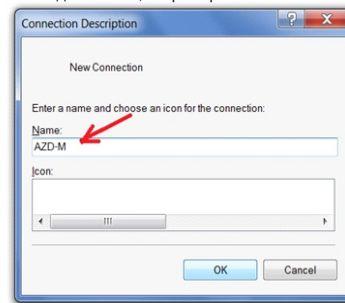 Connection Description
New Connection
Enter a name and choose an icon for the connection:
Name:
AZD-M
Icon:
OK
Cancel